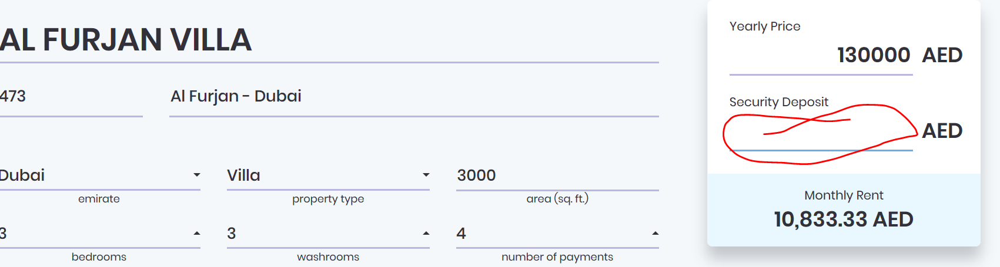 AL FURJAN VILLA
473
Al Furjan - Dubai
Dubai
emirate
Villa
property type
3000
area (sq. ft.)
3
bedrooms
3
washrooms
4
number of payments
Yearly Price
130000 AED
Security Deposit
AED
Monthly Rent
10,833.33 AED